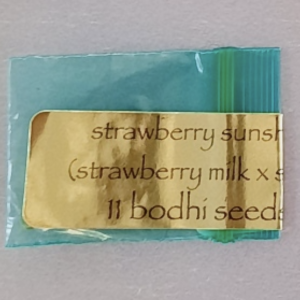 strawberry sunsh
(strawberry milk x s
11 bodhi seeds